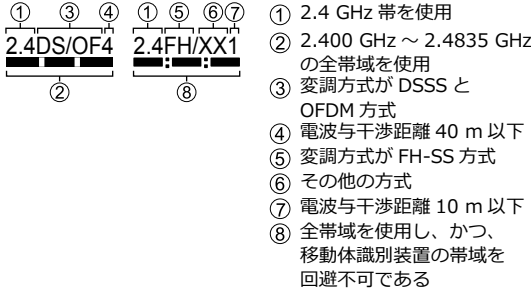 ① ③ ④ ① ⑤ ⑥⑦
2.4DS/OF4 2.4FH/XX1
② ⑧
① 2.4 GHz 帯を使用
② 2.400 GHz ～ 2.4835 GHz
の全帯域を使用
③ 変調方式が DSSS と
OFDM 方式
④ 電波与干渉距離 40 m 以下
⑤ 変調方式が FH-SS 方式
⑥ その他の方式
⑦ 電波与干渉距離 10 m 以下
⑧ 全帯域を使用し、かつ、
移動体識別装置の帯域を
回避不可である